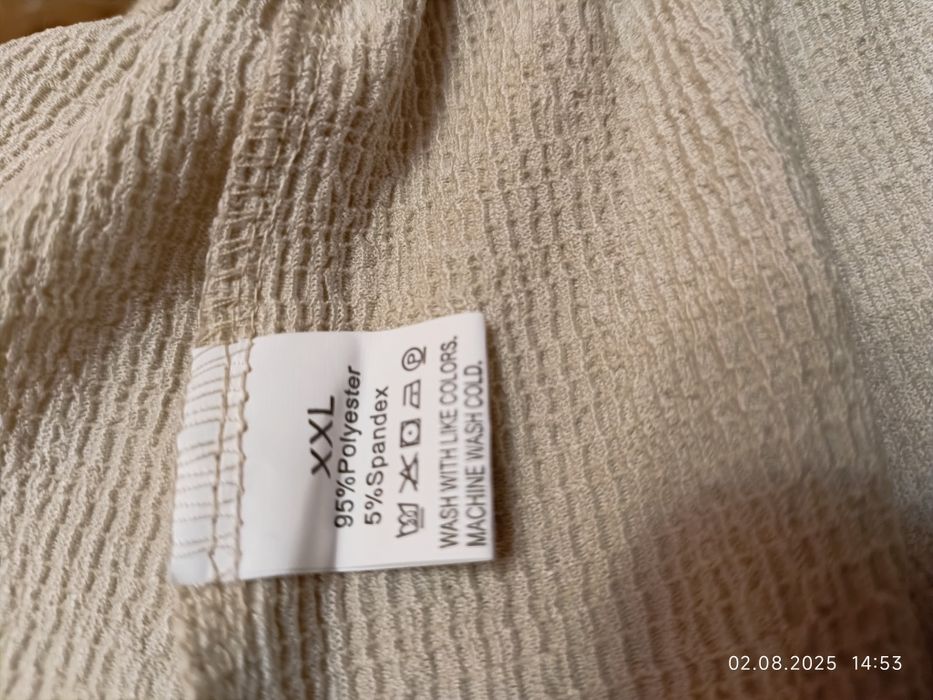 XXL
95%Polyester
5%Spandex
P
WASH WITH LIKE COLORS.
MACHINE WASH COLD.
02.08.2025 14:53